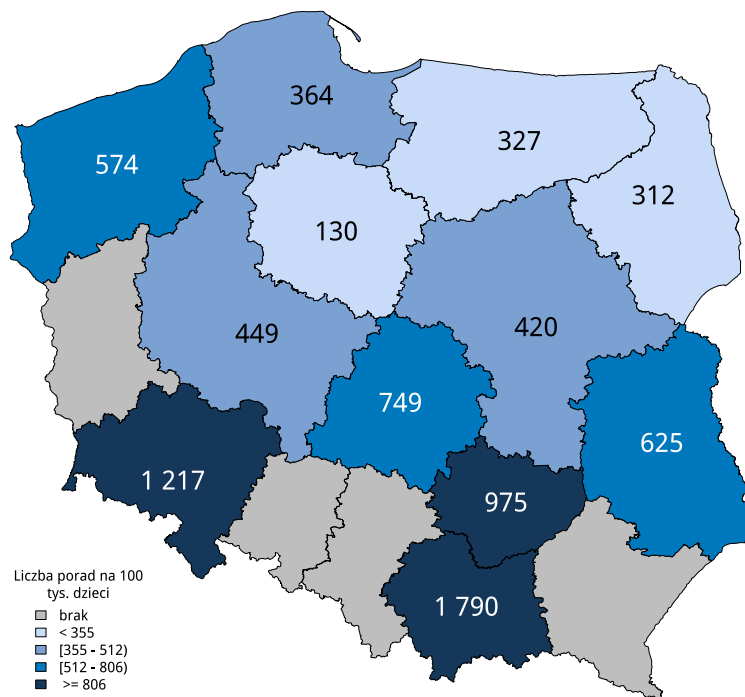 364
327
574
312
130
420
449
749
625
1 217
975
1 790
Liczba porad na 100
tys. dzieci
brak
< 355
[355 - 512)
[512 - 806)
>= 806